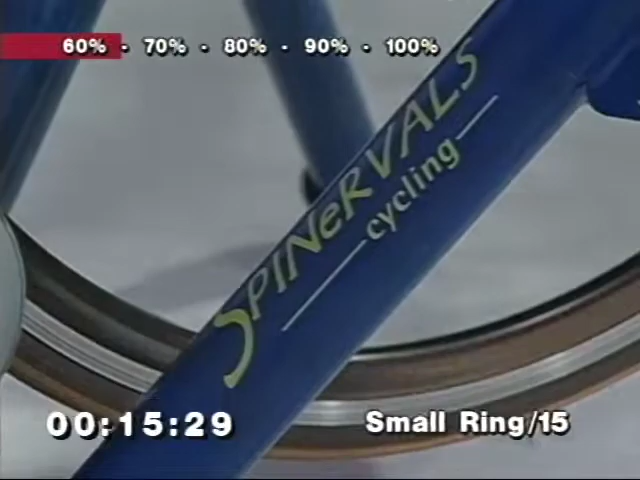 60% - 70% - 80% - 90% - 100%
SPINeRVALS
cycling
00:15:29
Small Ring/15